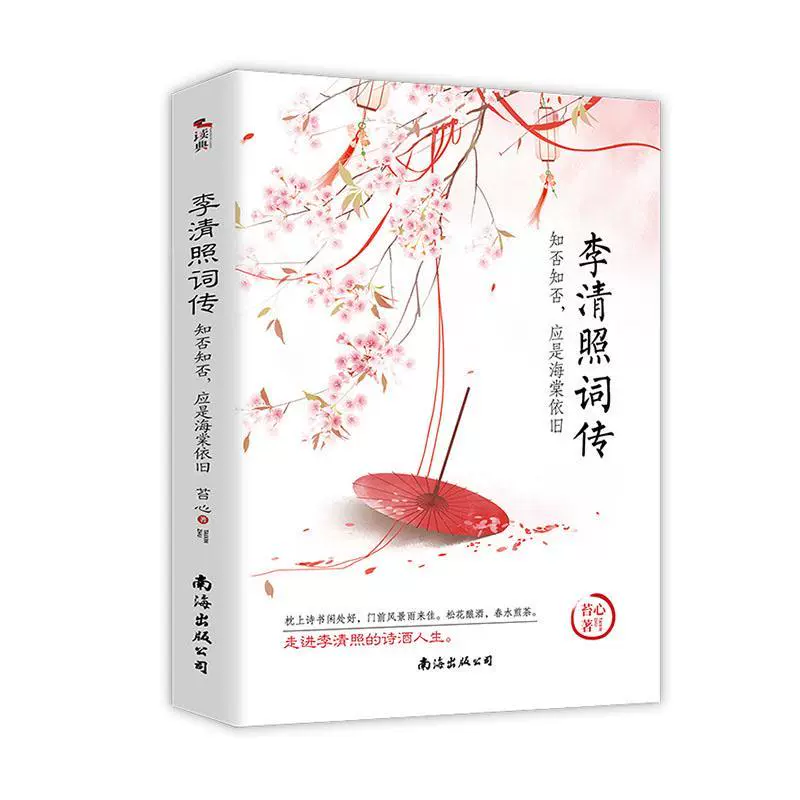 读典
李清照词传
知否知否，应是海棠依旧
苔心
著
南海出版公司
李清照词传
知否知否，应是海棠依旧
枕上诗书闲处好，门前风景雨来佳。松花酿酒，春水煎茶。
走进李清照的诗酒人生。
苔心
著
南海出版公司